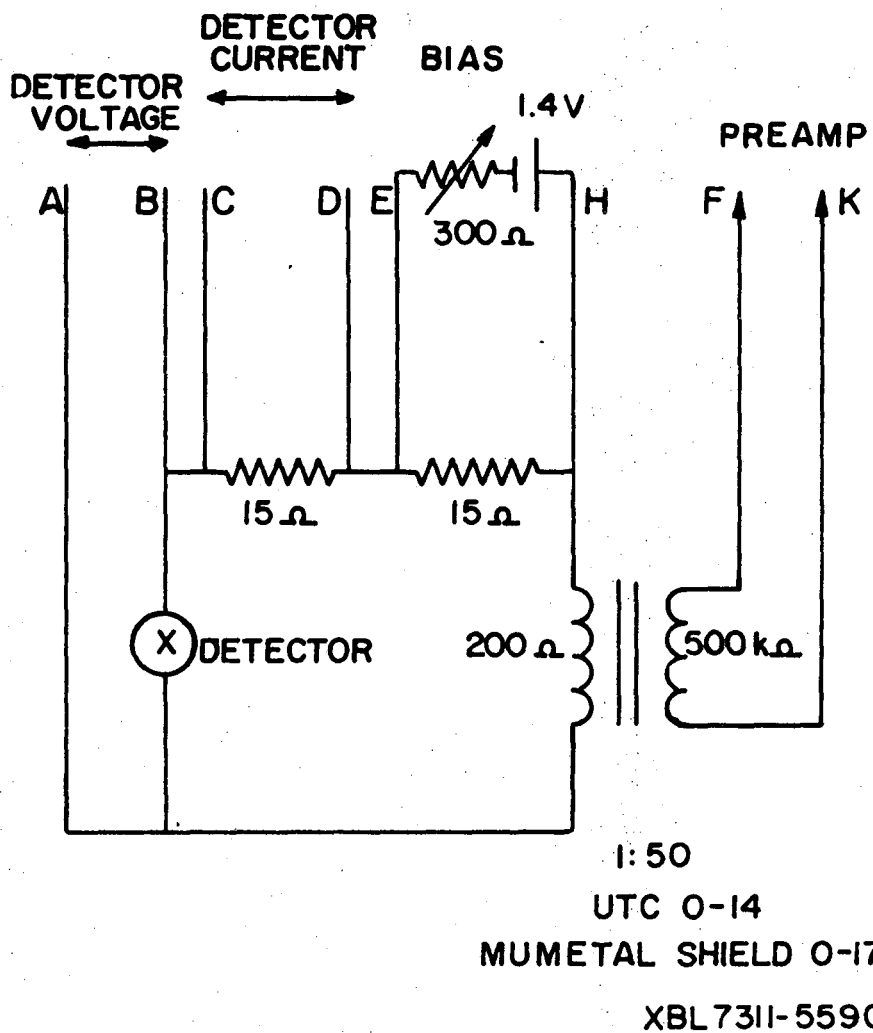 DETECTOR
CURRENT
BIAS
DETECTOR
VOLTAGE
1.4V
PREAMP
A
B
C
D
E
H
F
K
300Ω
15Ω
15Ω
X
DETECTOR
200Ω
500kΩ
1:50
UTC O-14
MUMETAL SHIELD O-17
XBL7311-5590